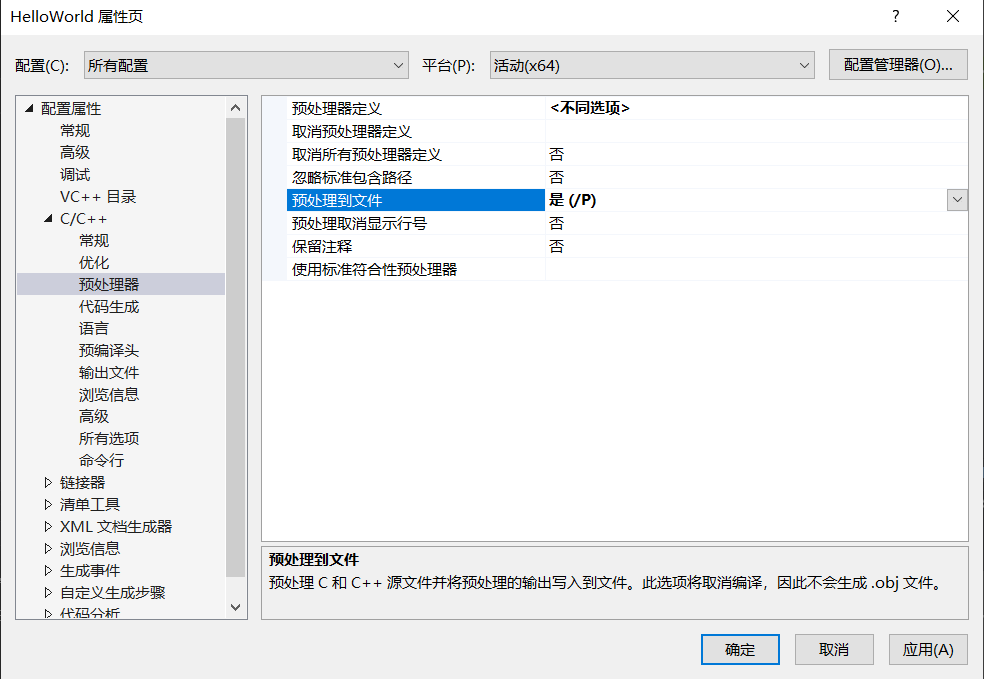 HelloWorld 属性页
?
配置(C): 所有配置 平台(P): 活动(x64) 配置管理器(O)...
配置属性
常规
高级
调试
VC++ 目录
C/C++
常规
优化
预处理器
代码生成
语言
预编译头
输出文件
浏览信息
高级
所有选项
命令行
链接器
清单工具
XML 文档生成器
浏览信息
生成事件
自定义生成步骤
代码分析
预处理器定义 <不同选项>
取消预处理器定义
取消所有预处理器定义 否
忽略标准包含路径 否
预处理到文件 是 (/P)
预处理取消显示行号 否
保留注释 否
使用标准符合性预处理器
预处理到文件
预处理 C 和 C++ 源文件并将预处理的输出写入到文件。此选项将取消编译，因此不会生成 .obj 文件。
确定 取消 应用(A)